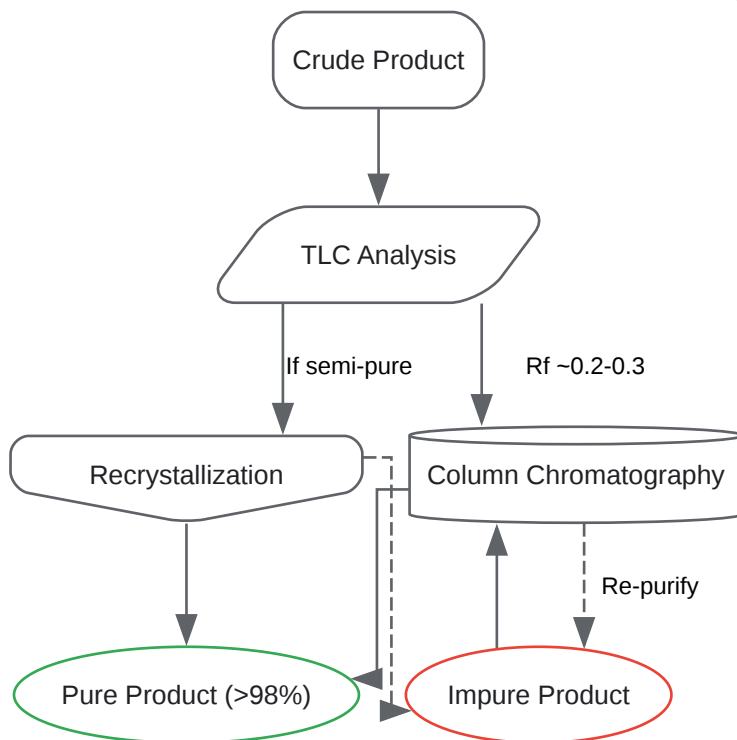 Crude Product
TLC Analysis
If semi-pure
Rf ~0.2-0.3
Recrystallization
Column Chromatography
Re-purify
Pure Product (>98%)
Impure Product